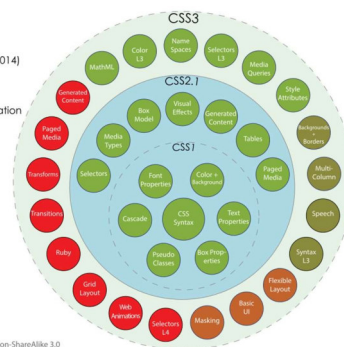 CSS3
014)
ation
Name
Spaces
Color
L3
Selectors
L3
MathML
Media
Queries
Generated
Content
Style
Attributes
CSS2.1
Visual
Effects
Box
Model
Generated
Content
Backgrounds +
Borders
Paged
Media
Media
Types
Tables
CSS1
Transforms
Selectors
Font
Properties
Color +
Background
Paged
Media
Multi-
Column
Transitions
Cascade
CSS
Syntax
Text
Properties
Speech
Ruby
Pseudo
Classes
Box Prop-
erties
Syntax
L3
Grid
Layout
Flexible
Layout
Web
Animations
Basic
UI
Selectors
L4
Masking
on-ShareAlike 3.0